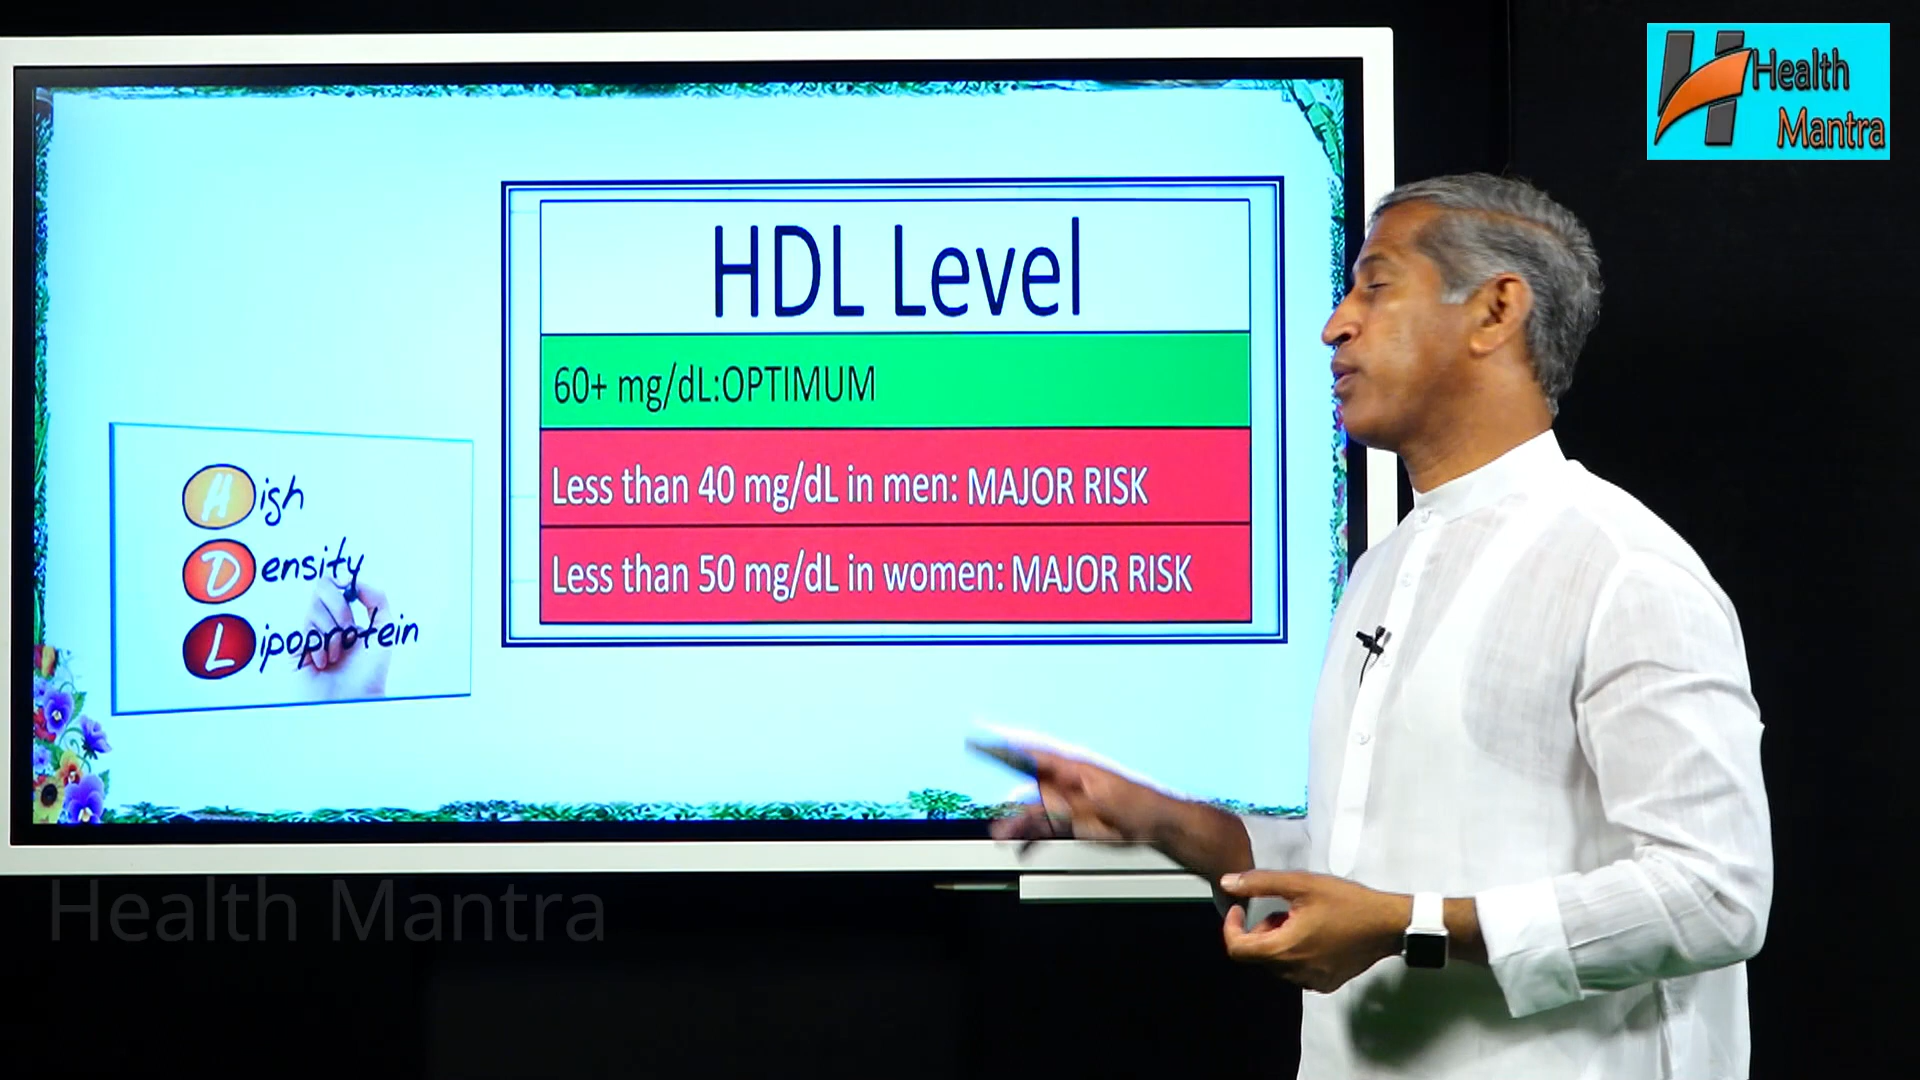 Health
Mantra
HDL Level
60+ mg/dL:OPTIMUM
Less than 40 mg/dL in men: MAJOR RISK
Less than 50 mg/dL in women: MAJOR RISK
High
Density
Lipoprotein
Health Mantra